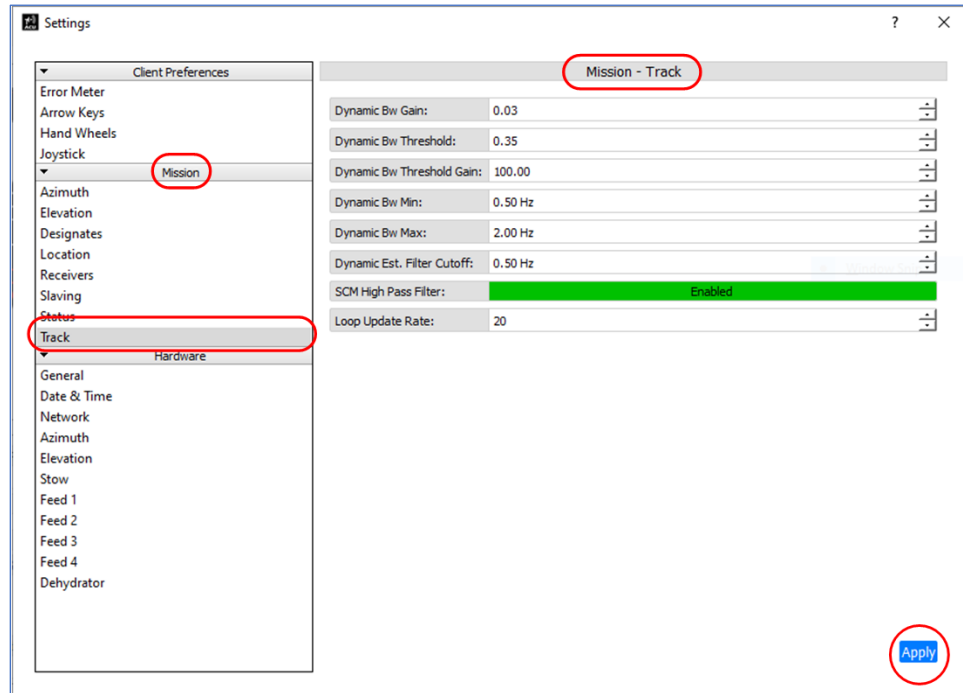 Settings
?
Client Preferences
Error Meter
Arrow Keys
Hand Wheels
Joystick
Mission
Azimuth
Elevation
Designates
Location
Receivers
Slaving
Status
Track
Hardware
General
Date & Time
Network
Azimuth
Elevation
Stow
Feed 1
Feed 2
Feed 3
Feed 4
Dehydrator
Mission - Track
Dynamic Bw Gain: 0.03
Dynamic Bw Threshold: 0.35
Dynamic Bw Threshold Gain: 100.00
Dynamic Bw Min: 0.50 Hz
Dynamic Bw Max: 2.00 Hz
Dynamic Est. Filter Cutoff: 0.50 Hz
SCM High Pass Filter: Enabled
Loop Update Rate: 20
Apply